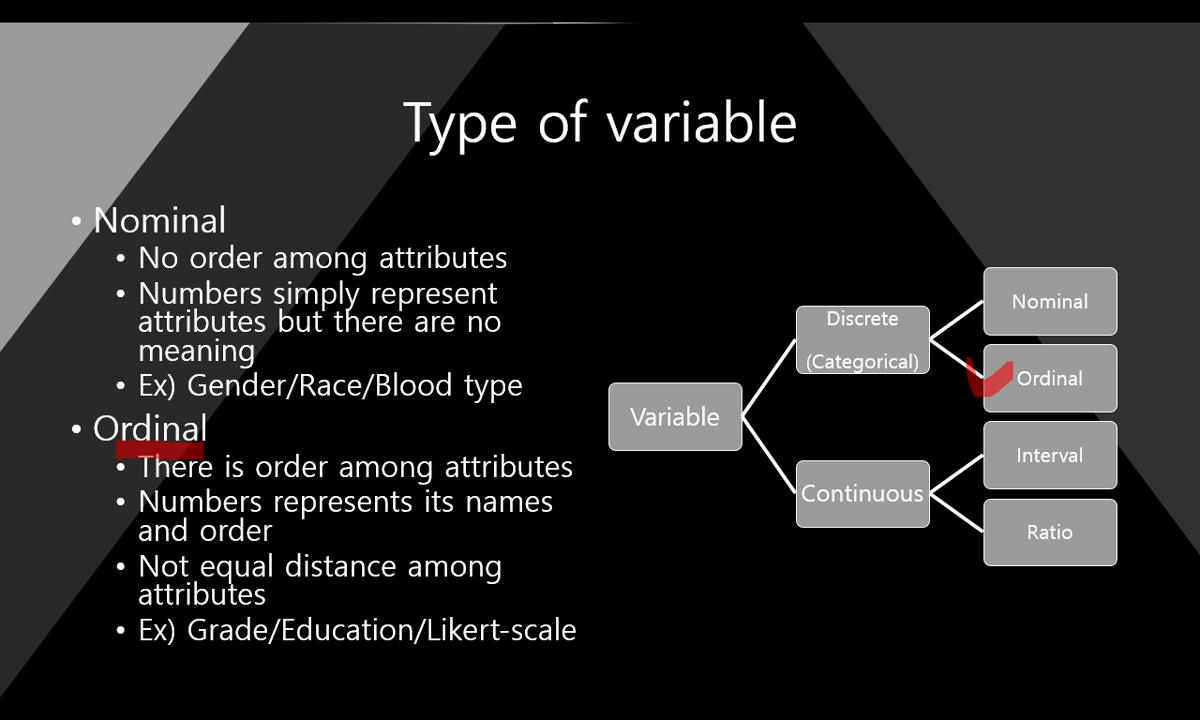 Type of variable
• Nominal
• No order among attributes
• Numbers simply represent
attributes but there are no
meaning
• Ex) Gender/Race/Blood type
• Ordinal
• There is order among attributes
• Numbers represents its names
and order
• Not equal distance among
attributes
• Ex) Grade/Education/Likert-scale
Variable
Discrete
(Categorical)
Continuous
Nominal
Ordinal
Interval
Ratio